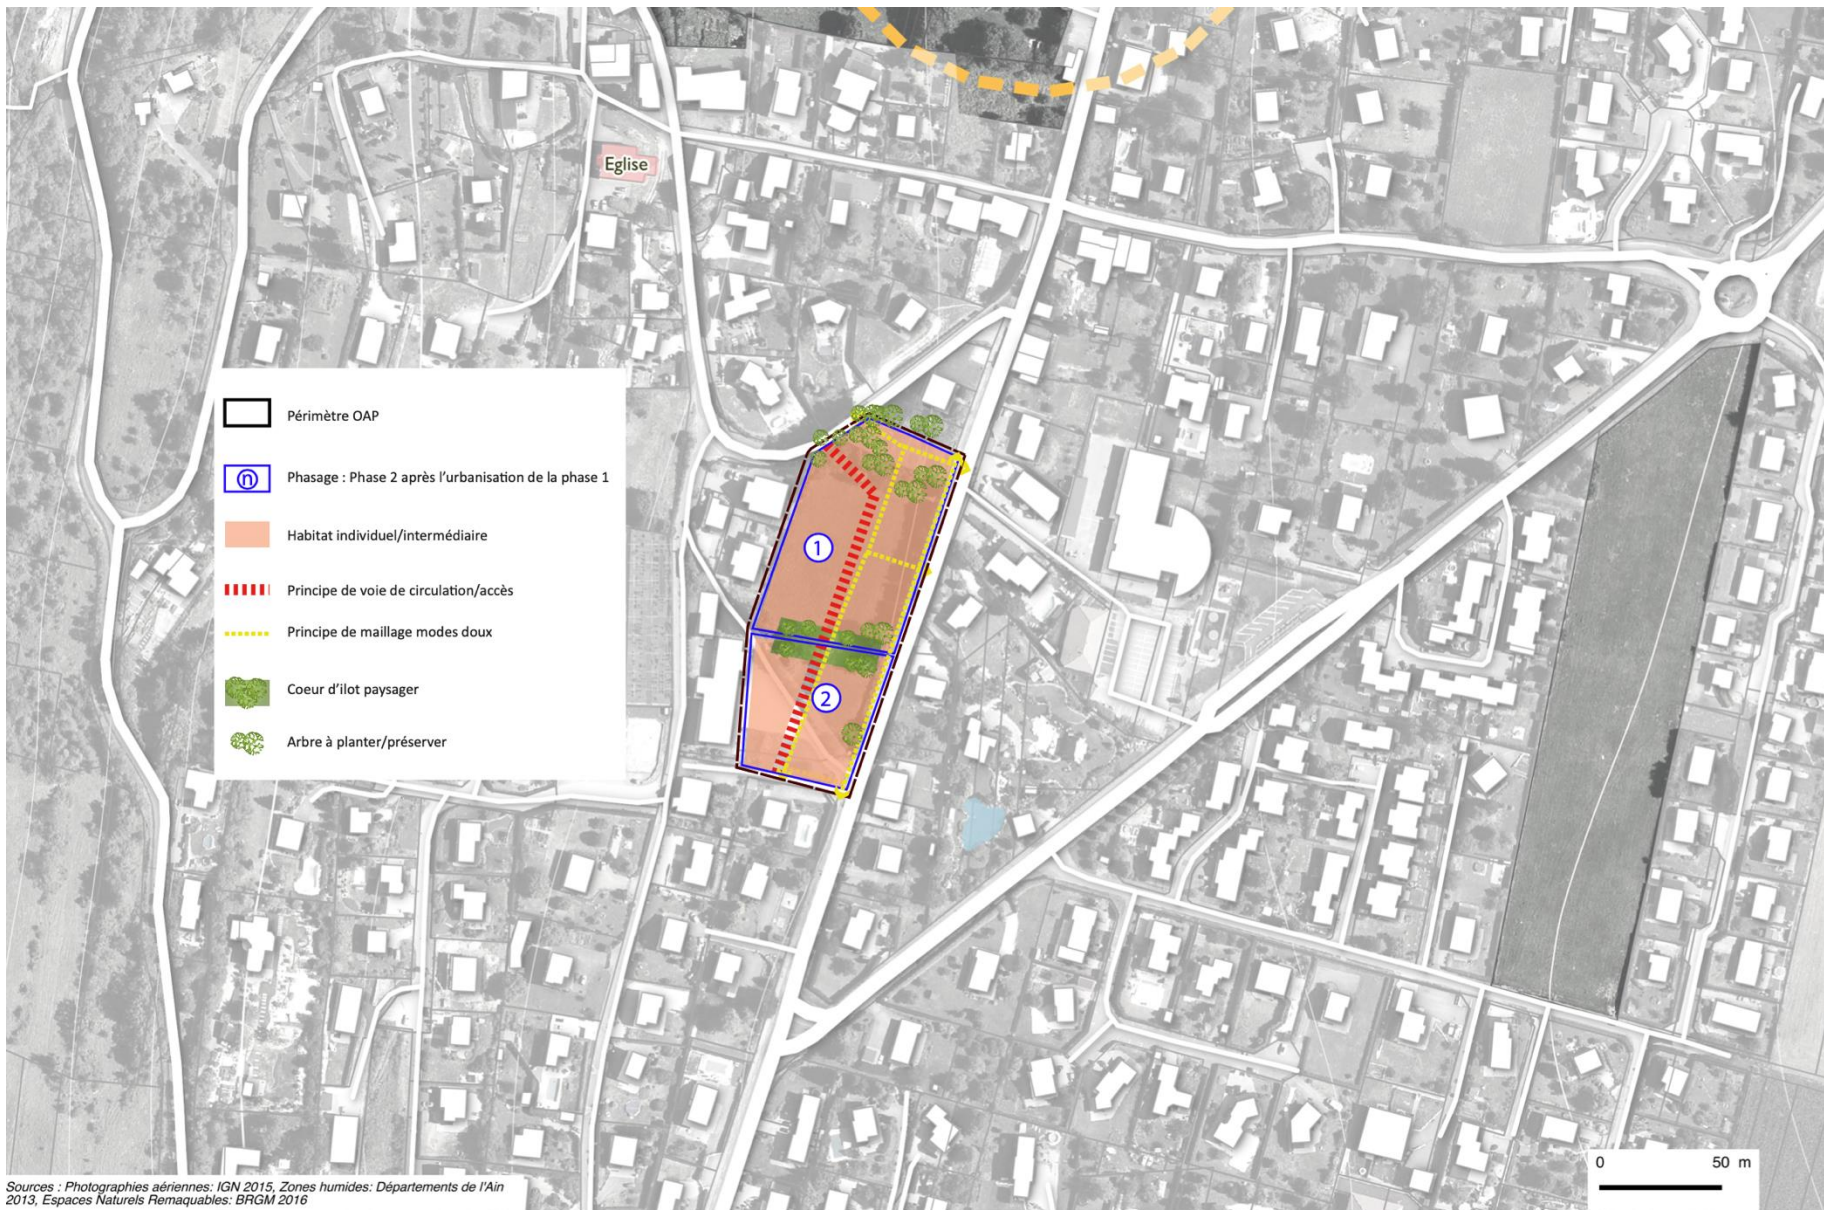 Eglise
Périmètre OAP
n
Phasage : Phase 2 après l'urbanisation de la phase 1
Habitat individuel/intermédiaire
Principe de voie de circulation/accès
Principe de maillage modes doux
Coeur d'ilot paysager
Arbre à planter/préserver
1
2
0 50 m
Sources : Photographies aériennes: IGN 2015, Zones humides: Départements de l'Ain
2013, Espaces Naturels Remaquables: BRGM 2016